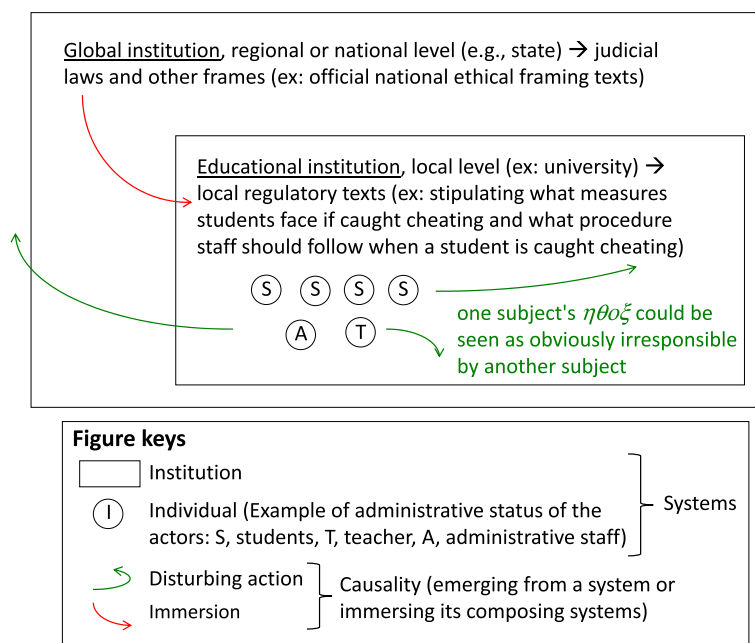 Global institution, regional or national level (e.g., state) → judicial
laws and other frames (ex: official national ethical framing texts)
Educational institution, local level (ex: university) →
local regulatory texts (ex: stipulating what measures
students face if caught cheating and what procedure
staff should follow when a student is caught cheating)
S S S S
A T
one subject's ηθοξ could be
seen as obviously irresponsible
by another subject
Figure keys
Institution
I Individual (Example of administrative status of the
actors: S, students, T, teacher, A, administrative staff)
Systems
Disturbing action
Immersion
Causality (emerging from a system or
immersing its composing systems)